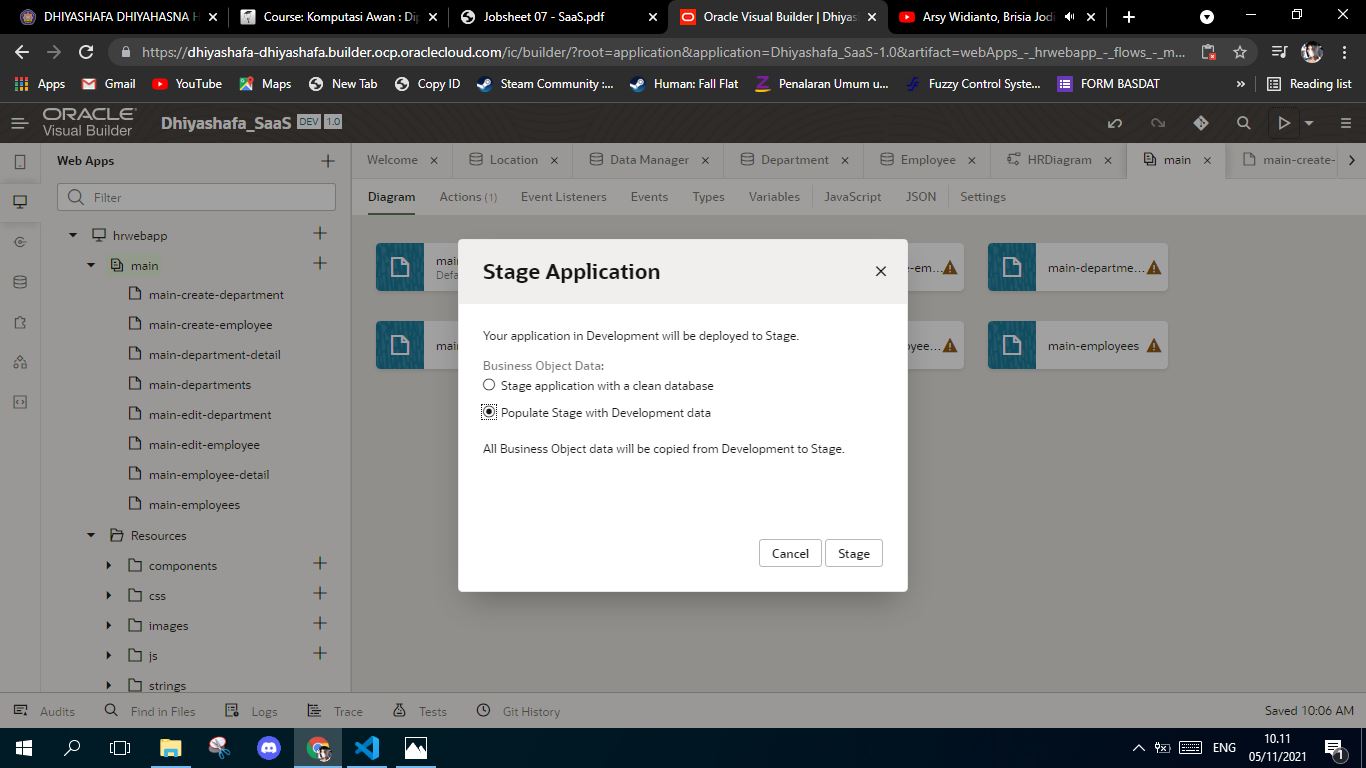 DHIYASHAFA DHIYAHASNA H
Course: Komputasi Awan : Dip
Jobsheet 07 - SaaS.pdf
Oracle Visual Builder | Dhiyash
Arsy Widianto, Brisia Jodi
https://dhiyashafa-dhiyashafa.builder.ocp.oraclecloud.com/ic/builder/?root=application&application=Dhiyashafa_SaaS-1.0&artifact=webApps_-_hrwebapp_-_flows_-_m...
Apps Gmail YouTube Maps New Tab Copy ID Steam Community :... Human: Fall Flat Penalaran Umum u... Fuzzy Control Syste... FORM BASDAT » Reading list
ORACLE
Visual Builder
Dhiyashafa_SaaS DEV 1.0
Web Apps
Welcome Location Data Manager Department Employee HRDiagram main main-create-
Filter
Diagram Actions (1) Event Listeners Events Types Variables JavaScript JSON Settings
hrwebapp
main
main-create-department
main-create-employee
main-department-detail
main-departments
main-edit-department
main-edit-employee
main-employee-detail
main-employees
Resources
components
css
images
js
strings
mai
Defa
-em...
main-departme...
mai
yee...
main-employees
Stage Application
Your application in Development will be deployed to Stage.
Business Object Data:
Stage application with a clean database
Populate Stage with Development data
All Business Object data will be copied from Development to Stage.
Cancel Stage
Audits Find in Files Logs Trace Tests Git History Saved 10:06 AM
ENG
10.11
05/11/2021
1